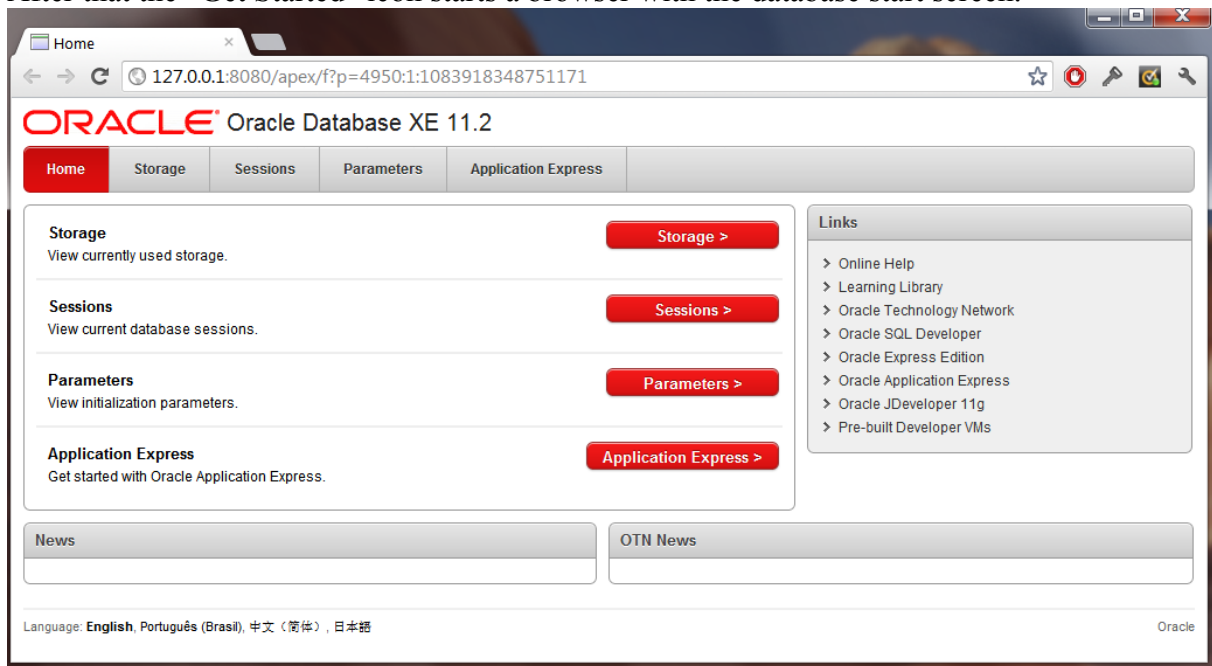 After that the "Get Started" icon starts a browser with the database start screen.
Home
127.0.0.1:8080/apex/f?p=4950:1:1083918348751171
ORACLE Oracle Database XE 11.2
Home Storage Sessions Parameters Application Express
Storage
View currently used storage.
Storage >
Sessions
View current database sessions.
Sessions >
Parameters
View initialization parameters.
Parameters >
Application Express
Get started with Oracle Application Express.
Application Express >
Links
> Online Help
> Learning Library
> Oracle Technology Network
> Oracle SQL Developer
> Oracle Express Edition
> Oracle Application Express
> Oracle JDeveloper 11g
> Pre-built Developer VMs
News
OTN News
Language: English, Português (Brasil), 中文（简体）, 日本語
Oracle